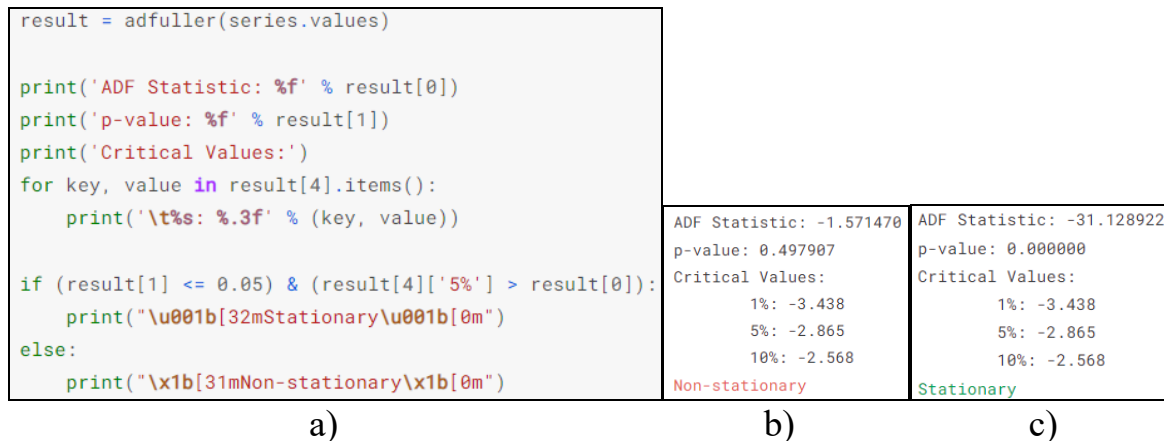 result = adfuller(series.values)
print('ADF Statistic: %f' % result[0])
print('p-value: %f' % result[1])
print('Critical Values:')
for key, value in result[4].items():
    print('\t%s: %.3f' % (key, value))
if (result[1] <= 0.05) & (result[4]['5%'] > result[0]):
    print("\u001b[32mStationary\u001b[0m")
else:
    print("\x1b[31mNon-stationary\x1b[0m")
a)
ADF Statistic: -1.571470
p-value: 0.497907
Critical Values:
1%: -3.438
5%: -2.865
10%: -2.568
Non-stationary
b)
ADF Statistic: -31.128922
p-value: 0.000000
Critical Values:
1%: -3.438
5%: -2.865
10%: -2.568
Stationary
c)